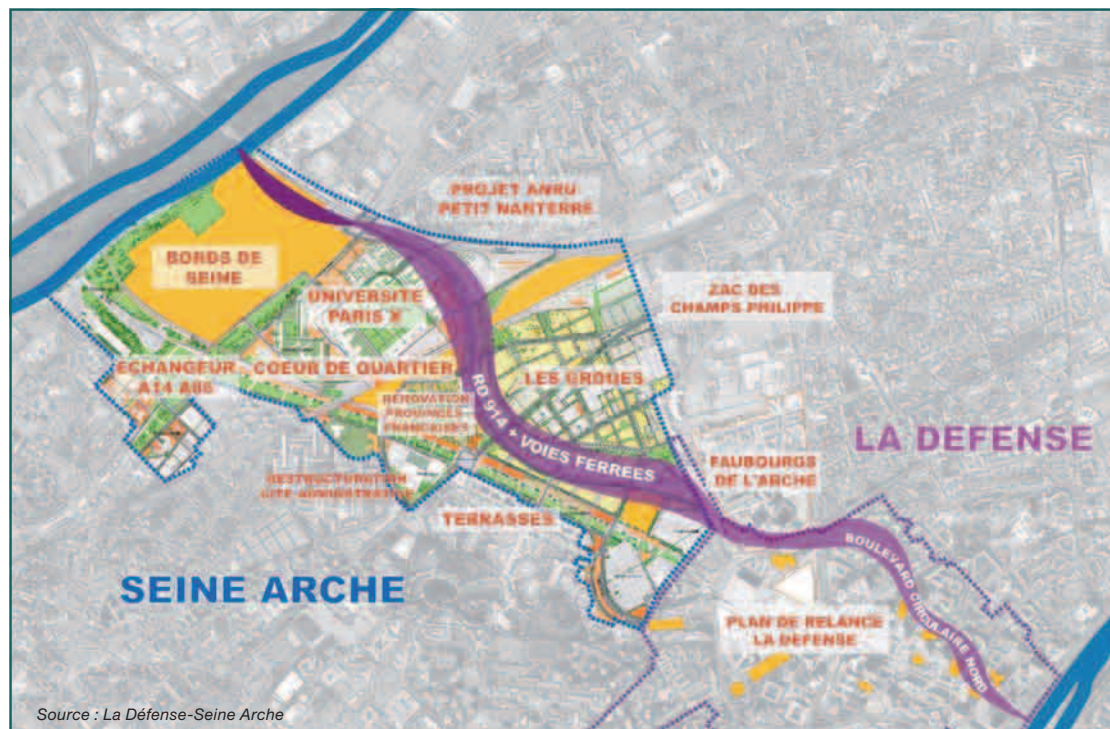 PROJET ANRU
PETIT NANTERRE
BORDS DE
SEINE
ZAC DES
CHAMPS PHILIPPE
UNIVERSITE
PARIS X
ECHANGEUR
A14 A86
COEUR DE QUARTIER
LES GROUES
RENOVATION
PROVINCES
FRANCAISES
RD 914 + VOIES FERREES
LA DEFENSE
FAUBOURGS
DE L'ARCHE
RESTRUCTURATION
CITE ADMINISTRATIVE
TERRASSES
BOULEVARD CIRCULAIRE NORD
SEINE ARCHE
PLAN DE RELANCE
LA DEFENSE
Source : La Défense-Seine Arche